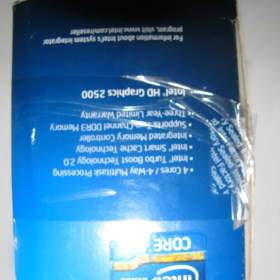 CORE
• 4 Cores / 4-Way Multitask Processing
Intel® Turbo Boost Technology 2.0
Intel® Smart Cache Technology
Integrated Memory Controller
Supports Dual-Channel DDR3 Memory
• Three-Year Limited Warranty
• Intel® HD Graphics 2500
For information about Intel's system integrator
program, visit www.intel.com/reseller